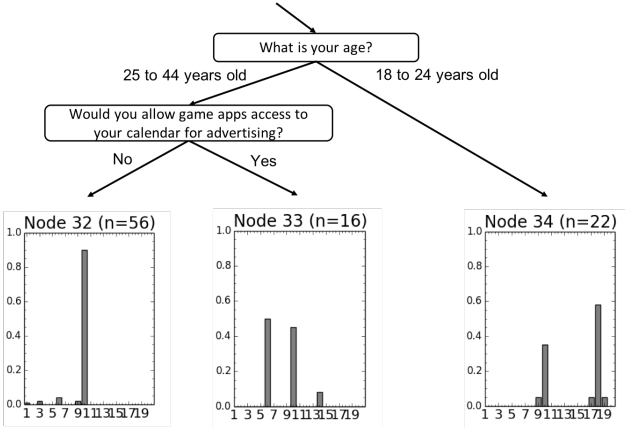 What is your age?
25 to 44 years old
18 to 24 years old
Would you allow game apps access to
your calendar for advertising?
No
Yes
Node 32 (n=56)
1.0
0.8
0.6
0.4
0.2
0.0
1 3 5 7 9 11 13 15 17 19
Node 33 (n=16)
1.0
0.8
0.6
0.4
0.2
0.0
1 3 5 7 9 11 13 15 17 19
Node 34 (n=22)
1.0
0.8
0.6
0.4
0.2
0.0
1 3 5 7 9 11 13 15 17 19